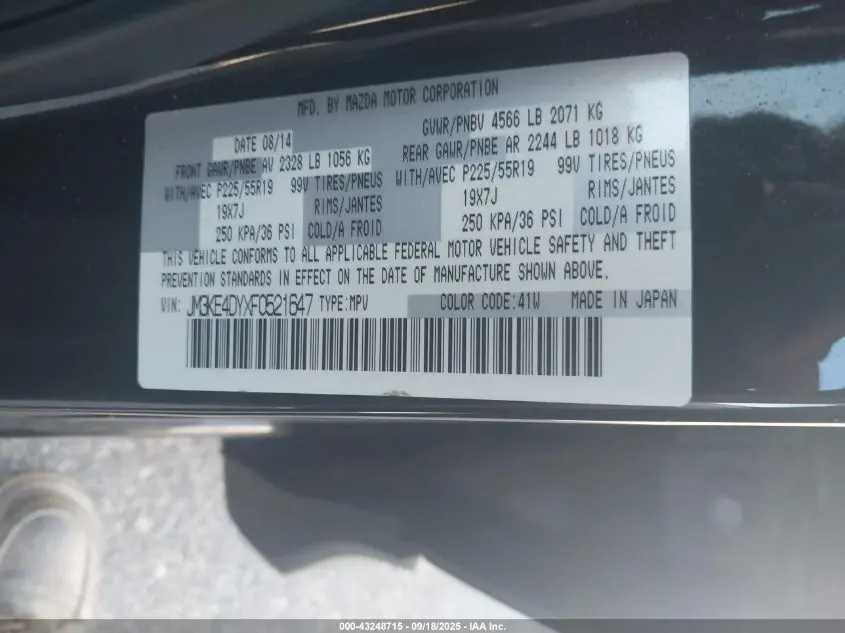 MFD. BY MAZDA MOTOR CORPORATION
DATE 08/14 GVWR/PNBV 4566 LB 2071 KG
FRONT GAWR/PNBE AV 2328 LB 1056 KG REAR GAWR/PNBE AR 2244 LB 1018 KG
WITH/AVEC P225/55R19 99V TIRES/PNEUS WITH/AVEC P225/55R19 99V TIRES/PNEUS
19X7J RIMS/JANTES 19X7J RIMS/JANTES
250 KPA/36 PSI COLD/A FROID 250 KPA/36 PSI COLD/A FROID
THIS VEHICLE CONFORMS TO ALL APPLICABLE FEDERAL MOTOR VEHICLE SAFETY AND THEFT
PREVENTION STANDARDS IN EFFECT ON THE DATE OF MANUFACTURE SHOWN ABOVE.
VIN: JM3KE4DYXF0521647 TYPE:MPV COLOR CODE:41W MADE IN JAPAN
000-43248715 - 09/18/2025 - IAA Inc.